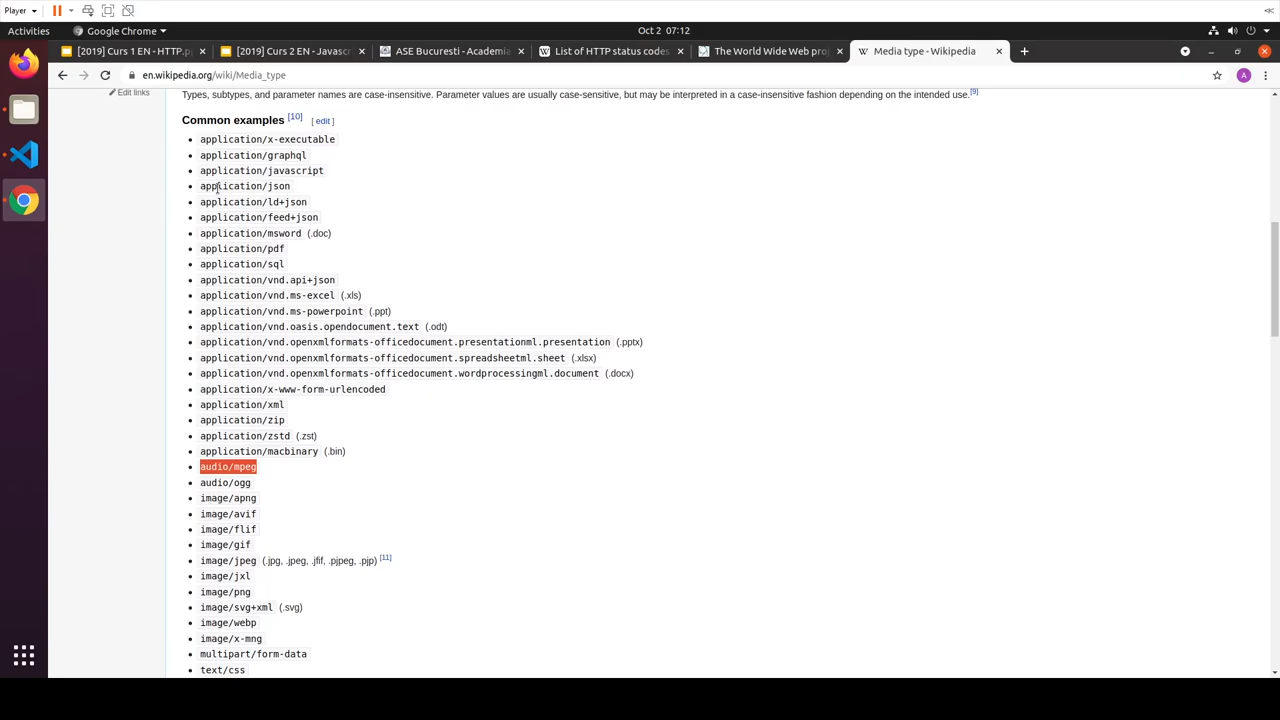 Player
Activities
Google Chrome
Oct 2 07:12
[2019] Curs 1 EN - HTTP.p
[2019] Curs 2 EN - Javascr
ASE Bucuresti - Academia
List of HTTP status codes
The World Wide Web pro
Media type - Wikipedia
en.wikipedia.org/wiki/Media_type
A
Edit links
Types, subtypes, and parameter names are case-insensitive. Parameter values are usually case-sensitive, but may be interpreted in a case-insensitive fashion depending on the intended use.[9]
Common examples [10] [ edit ]
application/x-executable
application/graphql
application/javascript
application/json
application/ld+json
application/feed+json
application/msword (.doc)
application/pdf
application/sql
application/vnd.api+json
application/vnd.ms-excel (.xls)
application/vnd.ms-powerpoint (.ppt)
application/vnd.oasis.opendocument.text (.odt)
application/vnd.openxmlformats-officedocument.presentationml.presentation (.pptx)
application/vnd.openxmlformats-officedocument.spreadsheetml.sheet (.xlsx)
application/vnd.openxmlformats-officedocument.wordprocessingml.document (.docx)
application/x-www-form-urlencoded
application/xml
application/zip
application/zstd (.zst)
application/macbinary (.bin)
audio/mpeg
audio/ogg
image/apng
image/avif
image/flif
image/gif
image/jpeg (.jpg, .jpeg, .jfif, .pjpeg, .pjp) [11]
image/jxl
image/png
image/svg+xml (.svg)
image/webp
image/x-mng
multipart/form-data
text/css